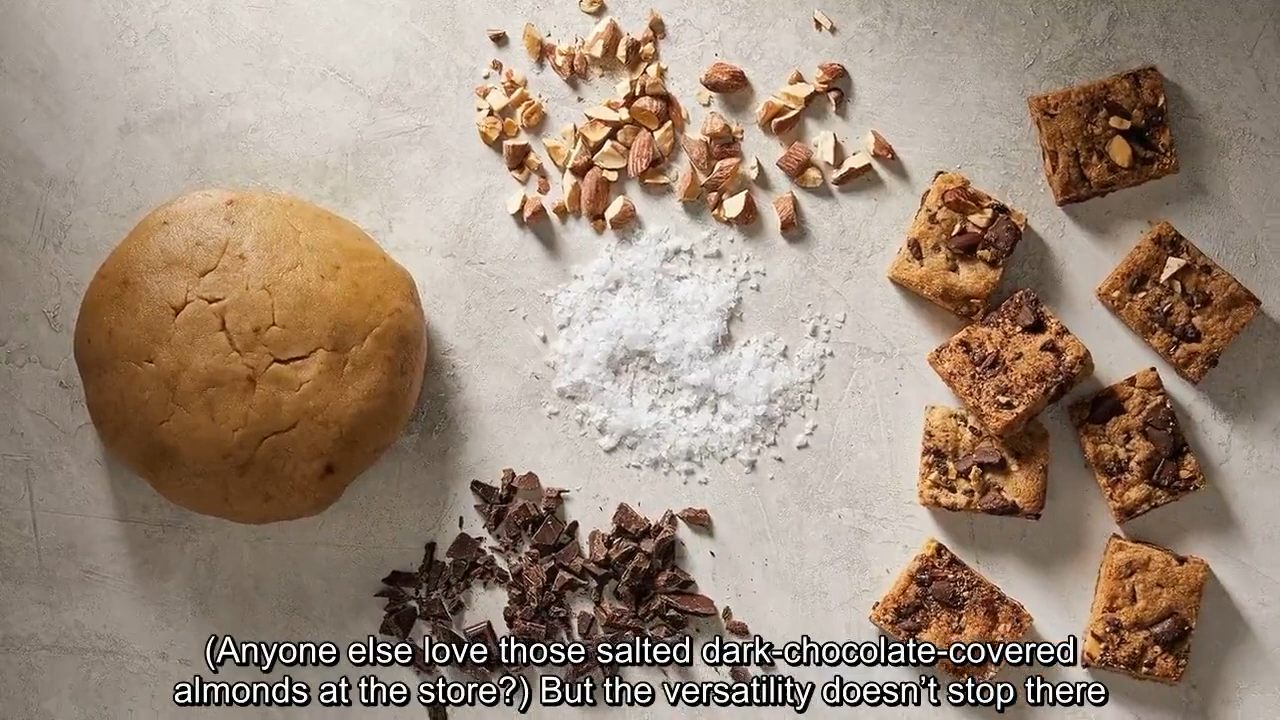 (Anyone else love those salted dark-chocolate-covered
almonds at the store?) But the versatility doesn’t stop there